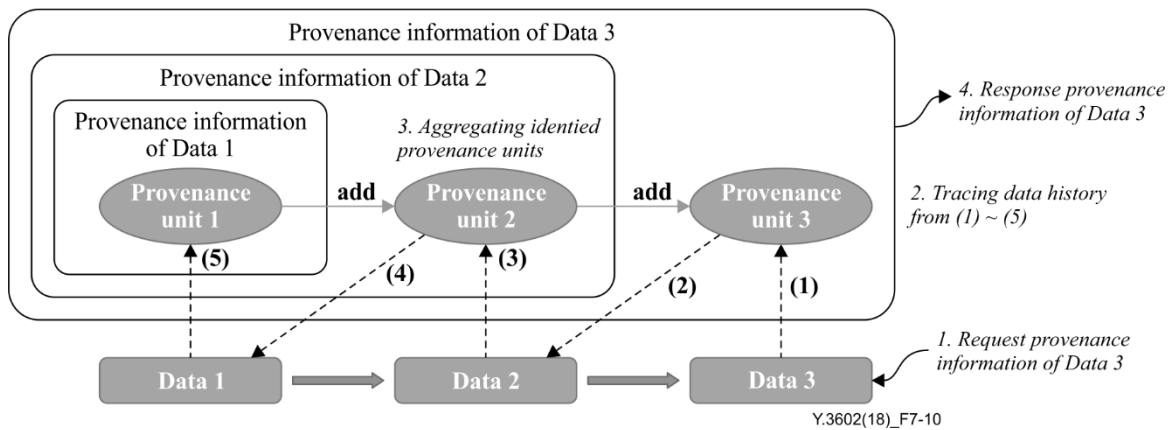 Provenance information of Data 3
Provenance information of Data 2
Provenance information
of Data 1
3. Aggregating identied
provenance units
4. Response provenance
information of Data 3
Provenance
unit 1
add
Provenance
unit 2
add
Provenance
unit 3
2. Tracing data history
from (1) ~ (5)
(5)
(4)
(3)
(2)
(1)
1. Request provenance
information of Data 3
Data 1
Data 2
Data 3
Y.3602(18)_F7-10